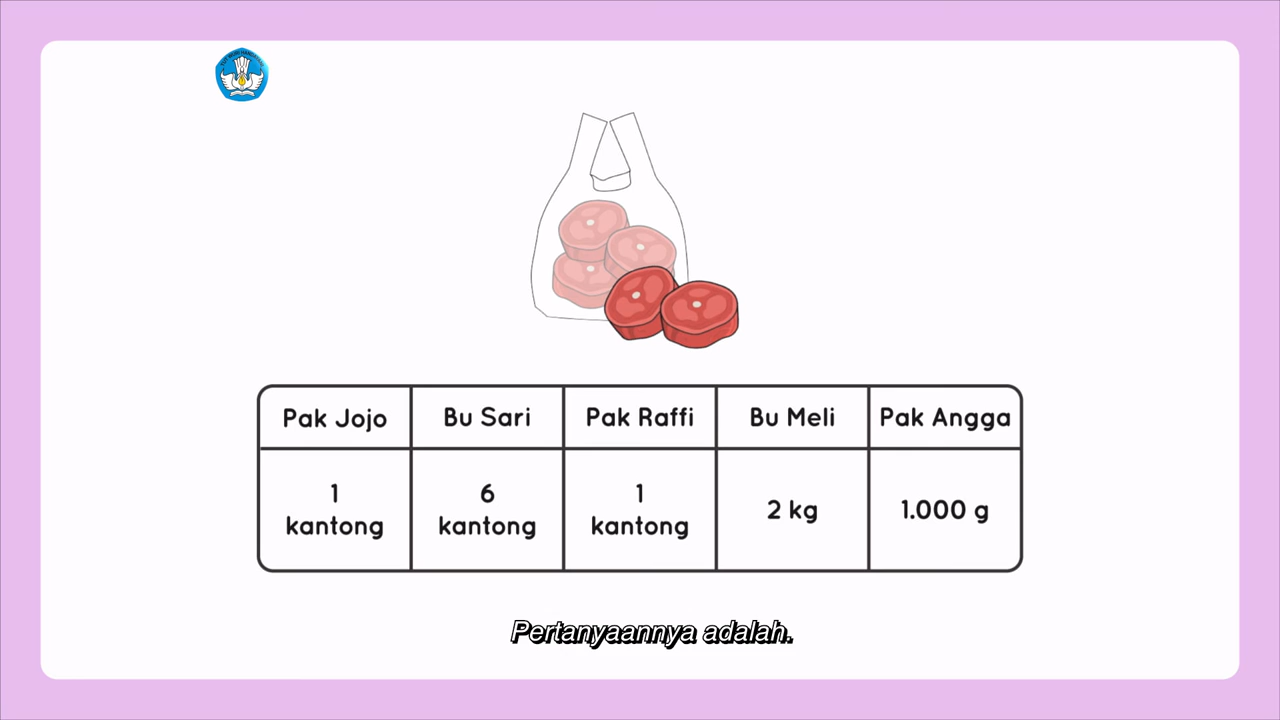 Pak Jojo
Bu Sari
Pak Raffi
Bu Meli
Pak Angga
1
kantong
6
kantong
1
kantong
2 kg
1.000 g
Pertanyaannya adalah.